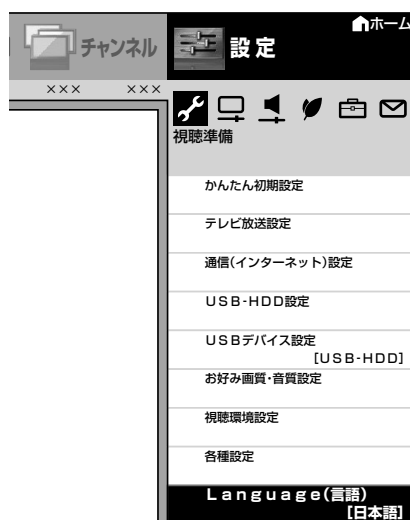 ホーム
チャンネル
設定
××× ×××
視聴準備
かんたん初期設定
テレビ放送設定
通信(インターネット)設定
USB-HDD設定
USBデバイス設定
[USB-HDD]
お好み画質・音質設定
視聴環境設定
各種設定
Language(言語)
[日本語]